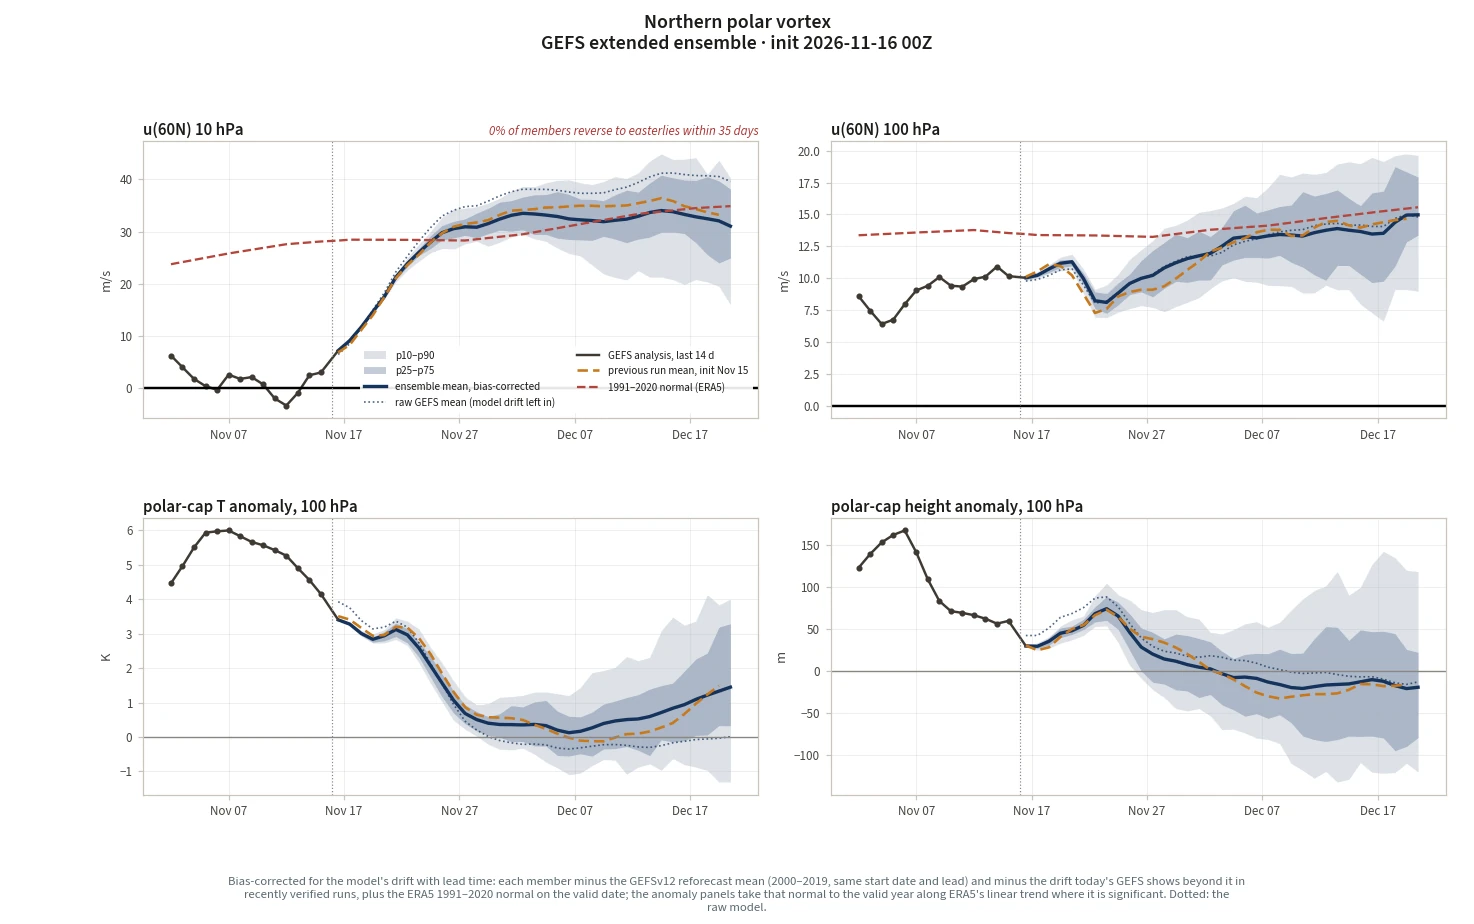 Northern polar vortex
GEFS extended ensemble · init 2026-11-16 00Z
u(60N) 10 hPa
0% of members reverse to easterlies within 35 days
40
30
20
10
0
m/s
p10–p90
p25–p75
ensemble mean, bias-corrected
raw GEFS mean (model drift left in)
GEFS analysis, last 14 d
previous run mean, init Nov 15
1991–2020 normal (ERA5)
Nov 07
Nov 17
Nov 27
Dec 07
Dec 17
u(60N) 100 hPa
20.0
17.5
15.0
12.5
10.0
7.5
5.0
2.5
0.0
m/s
Nov 07
Nov 17
Nov 27
Dec 07
Dec 17
polar-cap T anomaly, 100 hPa
6
5
4
3
2
1
0
−1
K
Nov 07
Nov 17
Nov 27
Dec 07
Dec 17
polar-cap height anomaly, 100 hPa
150
100
50
0
−50
−100
m
Nov 07
Nov 17
Nov 27
Dec 07
Dec 17
Bias-corrected for the model's drift with lead time: each member minus the GEFSv12 reforecast mean (2000–2019, same start date and lead) and minus the drift today's GEFS shows beyond it in
recently verified runs, plus the ERA5 1991–2020 normal on the valid date; the anomaly panels take that normal to the valid year along ERA5's linear trend where it is significant. Dotted: the
raw model.